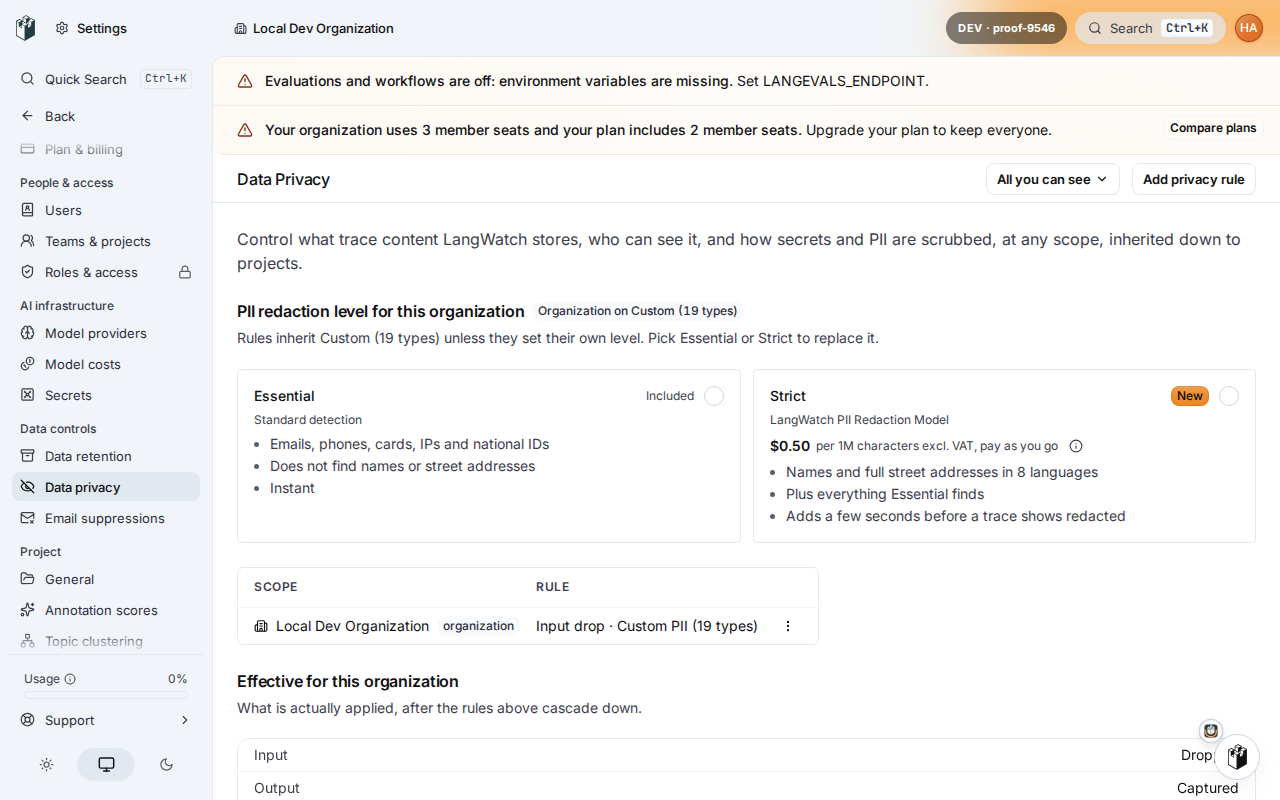 Settings
Local Dev Organization
DEV · proof-9546
Search Ctrl+K
HA
Quick Search Ctrl+K
Back
Plan & billing
People & access
Users
Teams & projects
Roles & access
AI infrastructure
Model providers
Model costs
Secrets
Data controls
Data retention
Data privacy
Email suppressions
Project
General
Annotation scores
Topic clustering
Usage 0%
Support
Evaluations and workflows are off: environment variables are missing. Set LANGEVALS_ENDPOINT.
Your organization uses 3 member seats and your plan includes 2 member seats. Upgrade your plan to keep everyone.
Compare plans
Data Privacy
All you can see
Add privacy rule
Control what trace content LangWatch stores, who can see it, and how secrets and PII are scrubbed, at any scope, inherited down to
projects.
PII redaction level for this organization Organization on Custom (19 types)
Rules inherit Custom (19 types) unless they set their own level. Pick Essential or Strict to replace it.
Essential Included
Standard detection
• Emails, phones, cards, IPs and national IDs
• Does not find names or street addresses
• Instant
Strict New
LangWatch PII Redaction Model
$0.50 per 1M characters excl. VAT, pay as you go
• Names and full street addresses in 8 languages
• Plus everything Essential finds
• Adds a few seconds before a trace shows redacted
SCOPE RULE
Local Dev Organization organization Input drop · Custom PII (19 types)
Effective for this organization
What is actually applied, after the rules above cascade down.
Input
Output Captured